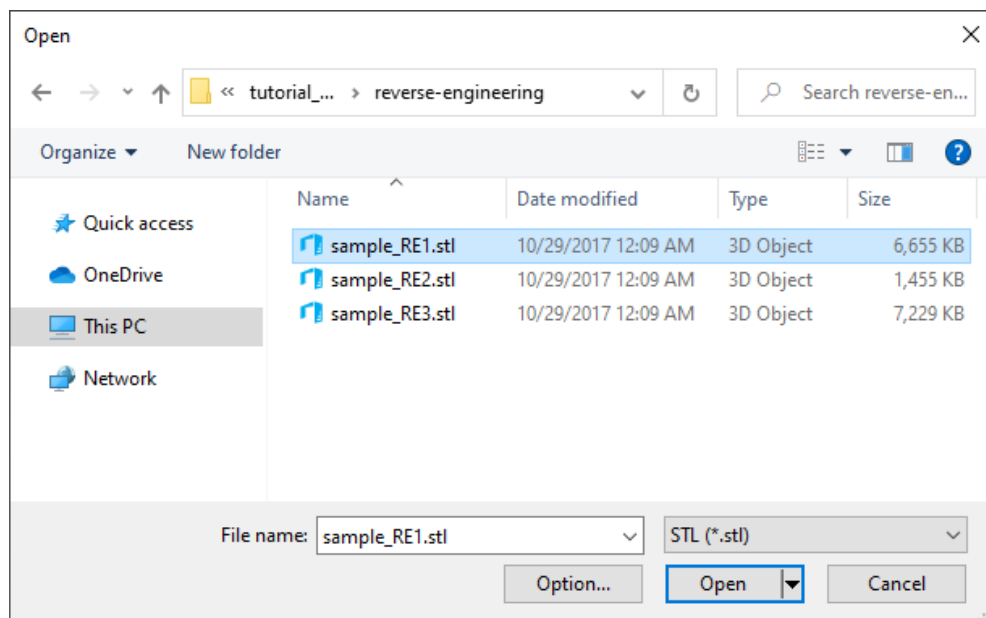 Open
« tutorial_... > reverse-engineering
Search reverse-en...
Organize
New folder
?
Name Date modified Type Size
Quick access
OneDrive
This PC
Network
sample_RE1.stl 10/29/2017 12:09 AM 3D Object 6,655 KB
sample_RE2.stl 10/29/2017 12:09 AM 3D Object 1,455 KB
sample_RE3.stl 10/29/2017 12:09 AM 3D Object 7,229 KB
File name: sample_RE1.stl STL (*.stl)
Option... Open Cancel